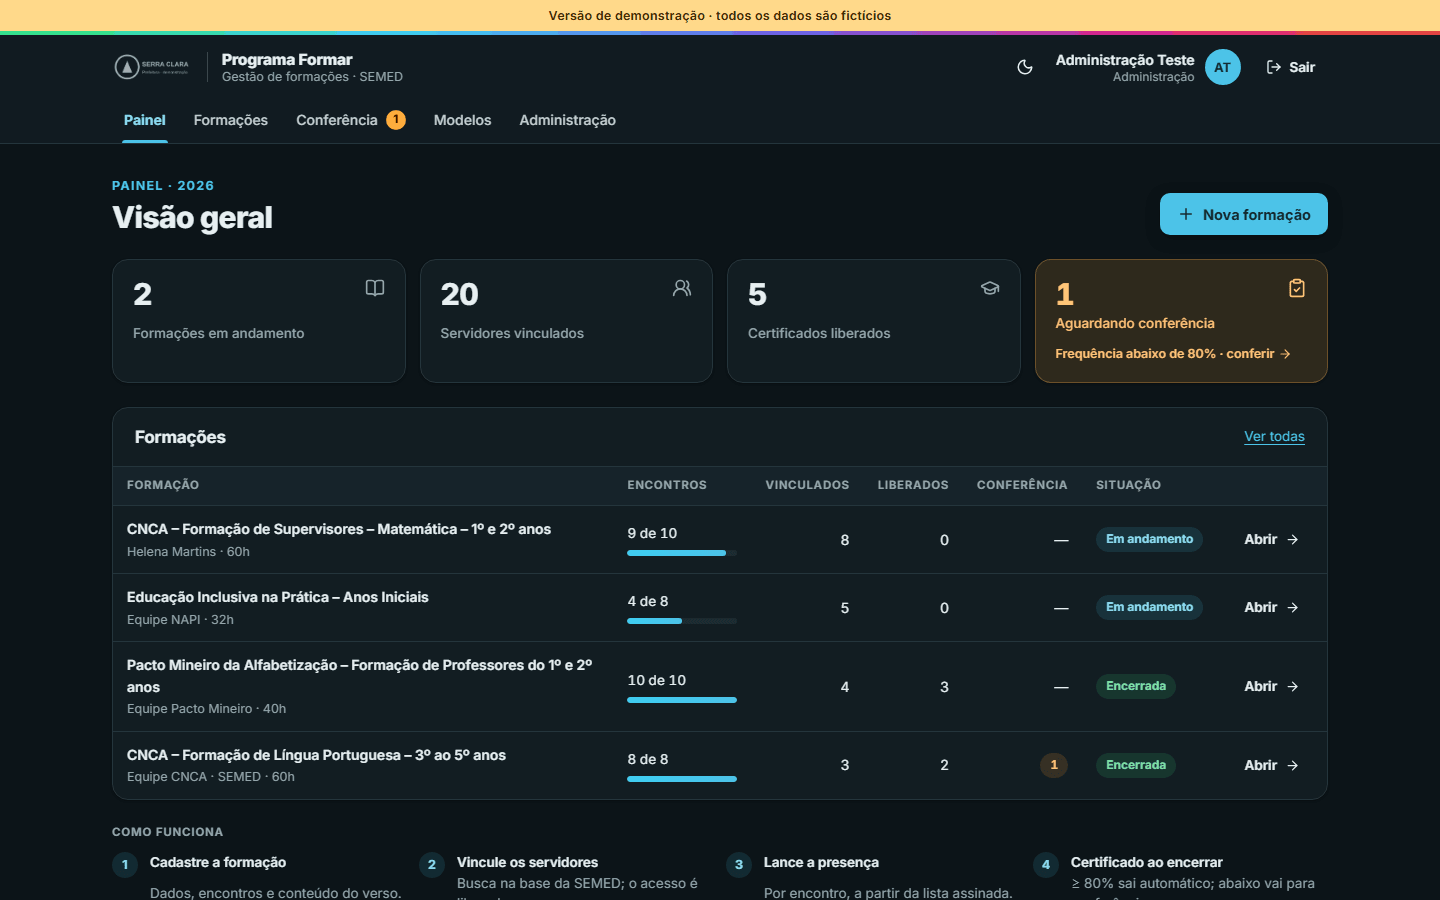 Versão de demonstração · todos os dados são fictícios
SERRA CLARA
Programa Formar
Gestão de formações · SEMED
Administração Teste
Administração
AT
Sair
Painel
Formações
Conferência
1
Modelos
Administração
PAINEL · 2026
Visão geral
Nova formação
2
Formações em andamento
20
Servidores vinculados
5
Certificados liberados
1
Aguardando conferência
Frequência abaixo de 80% · conferir →
Formações
Ver todas
FORMAÇÃO ENCONTROS VINCULADOS LIBERADOS CONFERÊNCIA SITUAÇÃO
CNCA – Formação de Supervisores – Matemática – 1º e 2º anos
Helena Martins · 60h
9 de 10
8
0
—
Em andamento
Abrir →
Educação Inclusiva na Prática – Anos Iniciais
Equipe NAPI · 32h
4 de 8
5
0
—
Em andamento
Abrir →
Pacto Mineiro da Alfabetização – Formação de Professores do 1º e 2º
anos
Equipe Pacto Mineiro · 40h
10 de 10
4
3
—
Encerrada
Abrir →
CNCA – Formação de Língua Portuguesa – 3º ao 5º anos
Equipe CNCA · SEMED · 60h
8 de 8
3
2
1
Encerrada
Abrir →
COMO FUNCIONA
1
Cadastre a formação
Dados, encontros e conteúdo do verso.
2
Vincule os servidores
Busca na base da SEMED; o acesso é
3
Lance a presença
Por encontro, a partir da lista assinada.
4
Certificado ao encerrar
≥ 80% sai automático; abaixo vai para